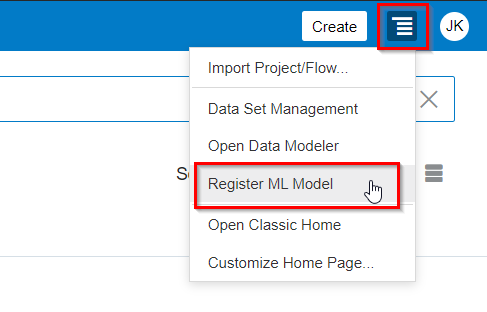 Create
JK
Import Project/Flow...
Data Set Management
Open Data Modeler
Register ML Model
Open Classic Home
Customize Home Page...